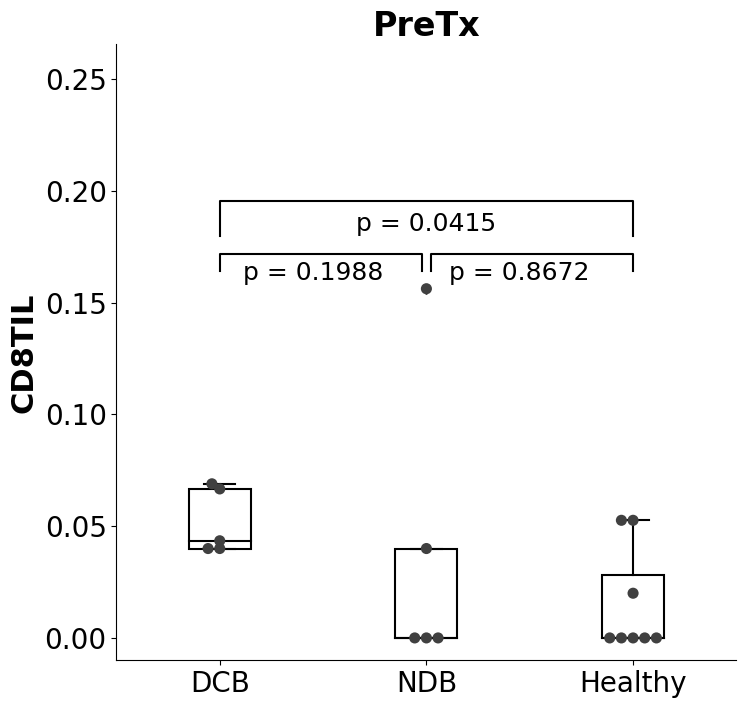 PreTx
0.25
0.20
p = 0.0415
p = 0.1988 p = 0.8672
0.15
CD8TIL
0.10
0.05
0.00
DCB NDB Healthy